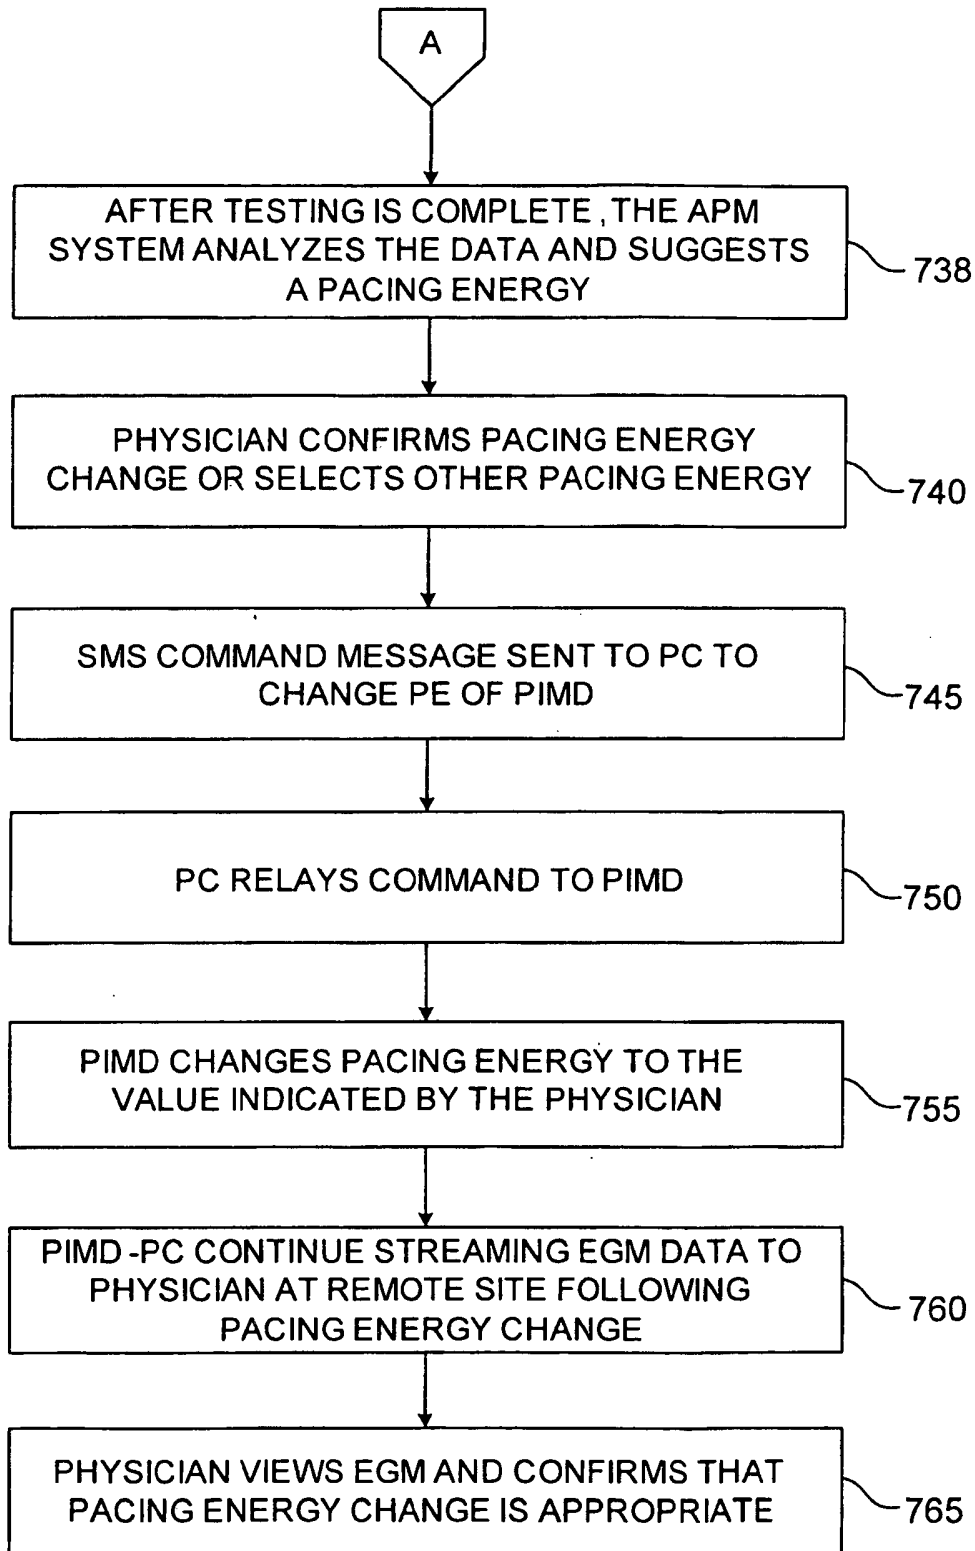 A
AFTER TESTING IS COMPLETE, THE APM
SYSTEM ANALYZES THE DATA AND SUGGESTS
A PACING ENERGY
738
PHYSICIAN CONFIRMS PACING ENERGY
CHANGE OR SELECTS OTHER PACING ENERGY
740
SMS COMMAND MESSAGE SENT TO PC TO
CHANGE PE OF PIMD
745
PC RELAYS COMMAND TO PIMD
750
PIMD CHANGES PACING ENERGY TO THE
VALUE INDICATED BY THE PHYSICIAN
755
PIMD-PC CONTINUE STREAMING EGM DATA TO
PHYSICIAN AT REMOTE SITE FOLLOWING
PACING ENERGY CHANGE
760
PHYSICIAN VIEWS EGM AND CONFIRMS THAT
PACING ENERGY CHANGE IS APPROPRIATE
765